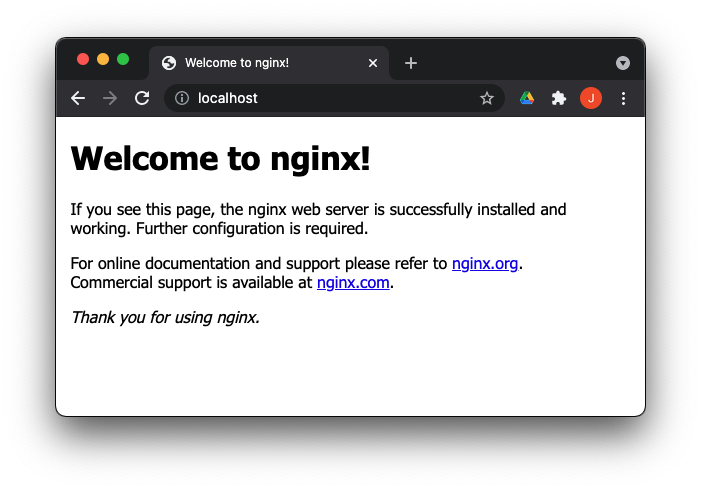 Welcome to nginx!
localhost
J
Welcome to nginx!
If you see this page, the nginx web server is successfully installed and
working. Further configuration is required.
For online documentation and support please refer to nginx.org.
Commercial support is available at nginx.com.
Thank you for using nginx.